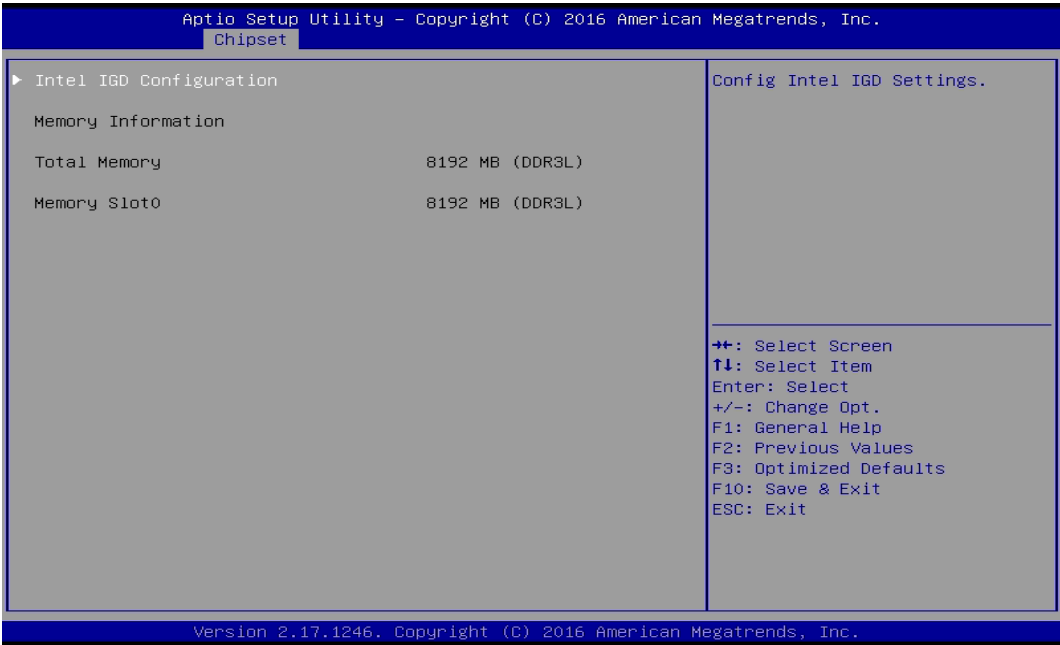 Aptio Setup Utility – Copyright (C) 2016 American Megatrends, Inc.
Chipset
▶ Intel IGD Configuration
Memory Information
Total Memory 8192 MB (DDR3L)
Memory Slot0 8192 MB (DDR3L)
Config Intel IGD Settings.
→←: Select Screen
↑↓: Select Item
Enter: Select
+/-: Change Opt.
F1: General Help
F2: Previous Values
F3: Optimized Defaults
F10: Save & Exit
ESC: Exit
Version 2.17.1246. Copyright (C) 2016 American Megatrends, Inc.